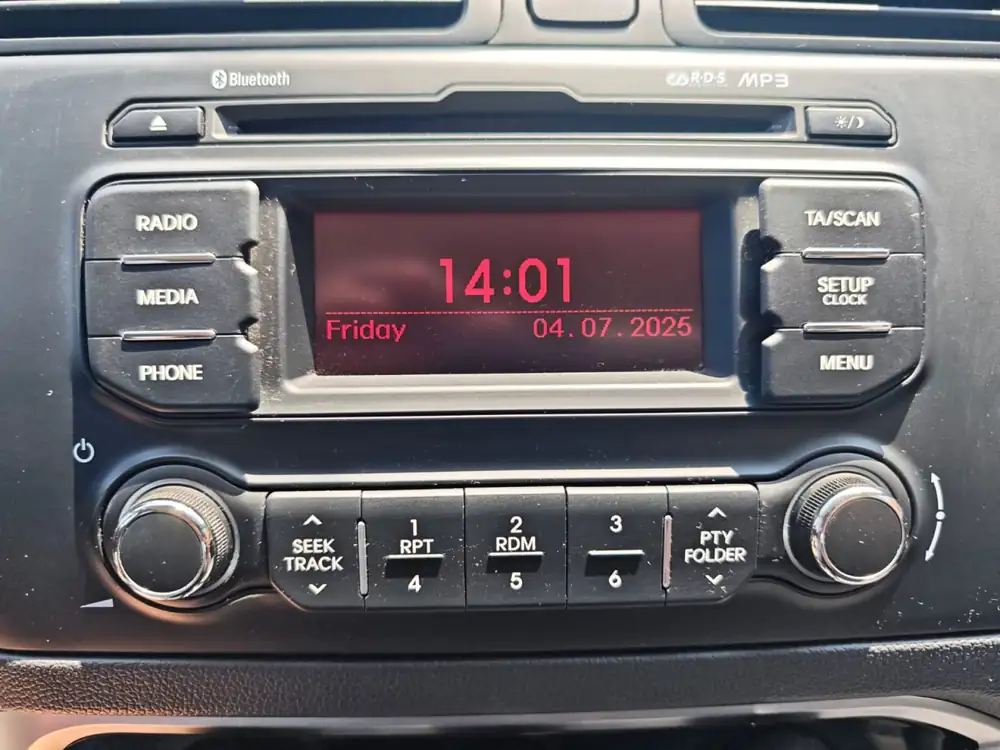 Bluetooth
R·D·S MP3
RADIO
MEDIA
PHONE
14:01
Friday 04.07.2025
TA/SCAN
SETUP
CLOCK
MENU
SEEK
TRACK
1
RPT
4
2
RDM
5
3
6
PTY
FOLDER